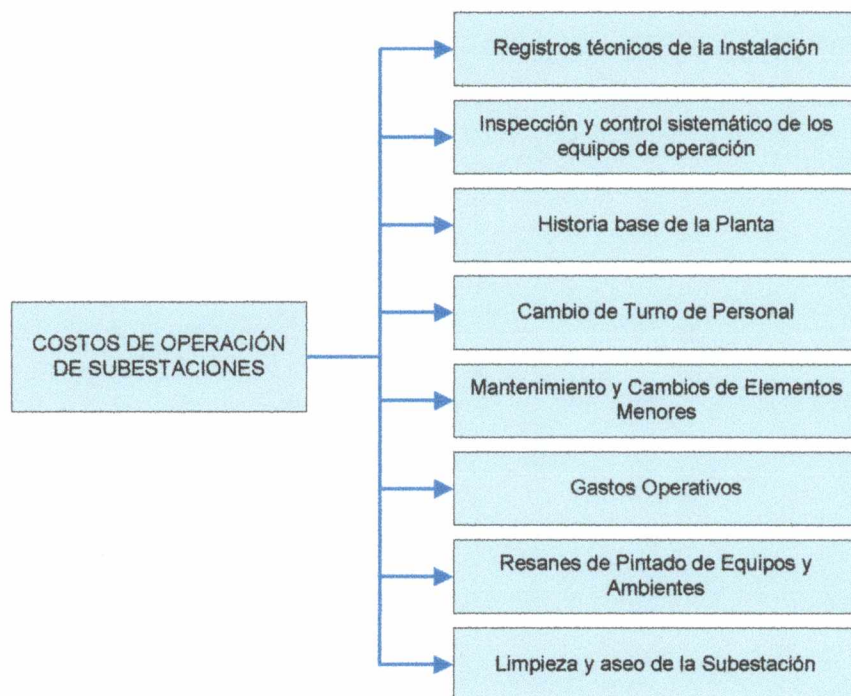 Registros técnicos de la Instalación
Inspección y control sistemático de los
equipos de operación
Historia base de la Planta
Cambio de Turno de Personal
COSTOS DE OPERACIÓN
DE SUBESTACIONES
Mantenimiento y Cambios de Elementos
Menores
Gastos Operativos
Resanes de Pintado de Equipos y
Ambientes
Limpieza y aseo de la Subestación